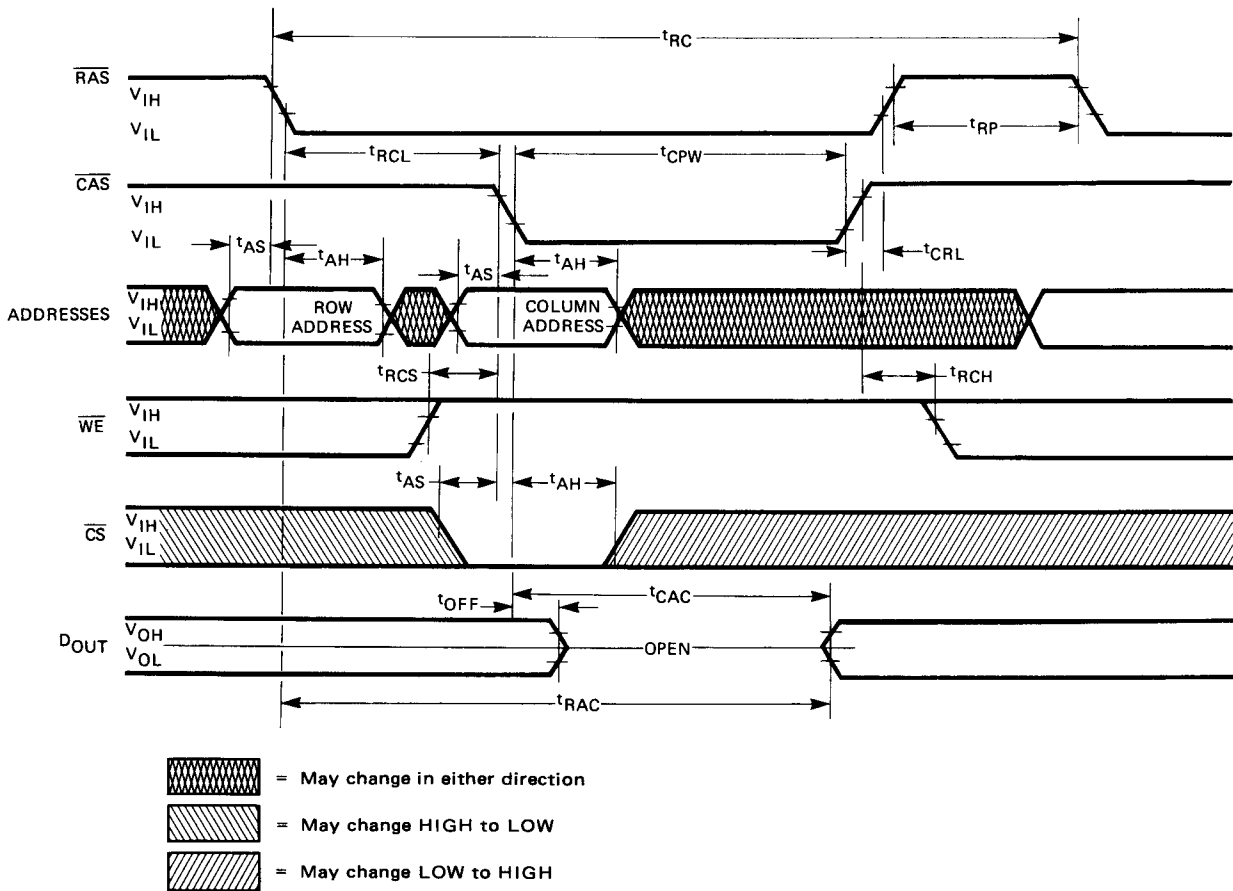 tRC
RAS
VIH
VIL
tRP
tRCL
tCPW
CAS
VIH
VIL
tAS
tAH
tAS
tAH
tCRL
ADDRESSES
VIH
VIL
ROW
ADDRESS
COLUMN
ADDRESS
tRCS
tRCH
WE
VIH
VIL
tAS
tAH
CS
VIH
VIL
tOFF
tCAC
DOUT
VOH
VOL
OPEN
tRAC
= May change in either direction
= May change HIGH to LOW
= May change LOW to HIGH